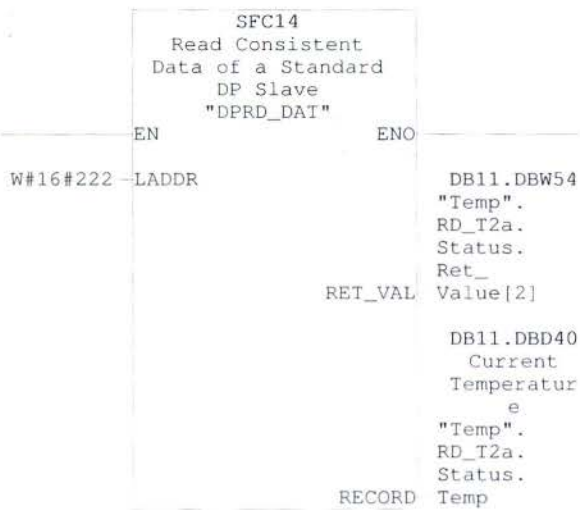 SFC14
Read Consistent
Data of a Standard
DP Slave
"DPRD_DAT"
EN ENO
W#16#222 LADDR
DB11.DBW54
"Temp".
RD_T2a.
Status.
Ret_
RET_VAL Value[2]
DB11.DBD40
Current
Temperatur
e
"Temp".
RD_T2a.
Status.
RECORD Temp